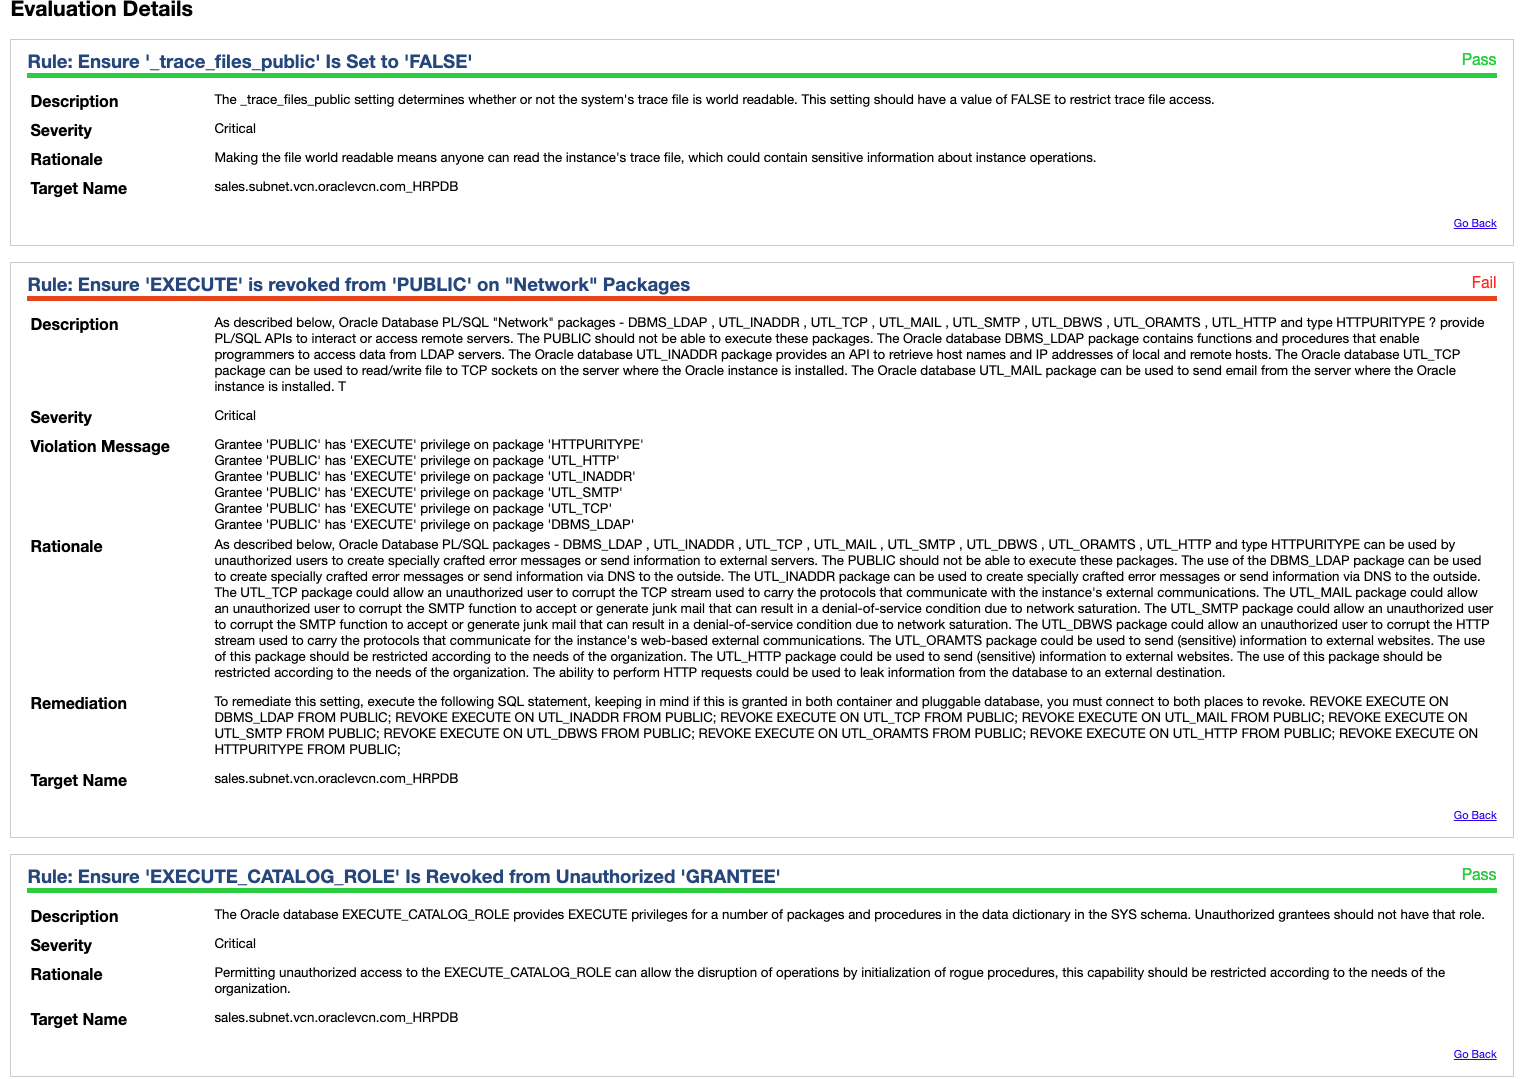 Evaluation Details
Rule: Ensure '_trace_files_public' Is Set to 'FALSE'
Pass
Description
The _trace_files_public setting determines whether or not the system's trace file is world readable. This setting should have a value of FALSE to restrict trace file access.
Severity
Critical
Rationale
Making the file world readable means anyone can read the instance's trace file, which could contain sensitive information about instance operations.
Target Name
sales.subnet.vcn.oraclevcn.com_HRPDB
Go Back
Rule: Ensure 'EXECUTE' is revoked from 'PUBLIC' on "Network" Packages
Fail
Description
As described below, Oracle Database PL/SQL "Network" packages - DBMS_LDAP , UTL_INADDR , UTL_TCP , UTL_MAIL , UTL_SMTP , UTL_DBWS , UTL_ORAMTS , UTL_HTTP and type HTTPURITYPE ? provide
PL/SQL APIs to interact or access remote servers. The PUBLIC should not be able to execute these packages. The Oracle database DBMS_LDAP package contains functions and procedures that enable
programmers to access data from LDAP servers. The Oracle database UTL_INADDR package provides an API to retrieve host names and IP addresses of local and remote hosts. The Oracle database UTL_TCP
package can be used to read/write file to TCP sockets on the server where the Oracle instance is installed. The Oracle database UTL_MAIL package can be used to send email from the server where the Oracle
instance is installed. T
Severity
Critical
Violation Message
Grantee 'PUBLIC' has 'EXECUTE' privilege on package 'HTTPURITYPE'
Grantee 'PUBLIC' has 'EXECUTE' privilege on package 'UTL_HTTP'
Grantee 'PUBLIC' has 'EXECUTE' privilege on package 'UTL_INADDR'
Grantee 'PUBLIC' has 'EXECUTE' privilege on package 'UTL_SMTP'
Grantee 'PUBLIC' has 'EXECUTE' privilege on package 'UTL_TCP'
Grantee 'PUBLIC' has 'EXECUTE' privilege on package 'DBMS_LDAP'
Rationale
As described below, Oracle Database PL/SQL packages - DBMS_LDAP , UTL_INADDR , UTL_TCP , UTL_MAIL , UTL_SMTP , UTL_DBWS , UTL_ORAMTS , UTL_HTTP and type HTTPURITYPE can be used by
unauthorized users to create specially crafted error messages or send information to external servers. The PUBLIC should not be able to execute these packages. The use of the DBMS_LDAP package can be used
to create specially crafted error messages or send information via DNS to the outside. The UTL_INADDR package can be used to create specially crafted error messages or send information via DNS to the outside.
The UTL_TCP package could allow an unauthorized user to corrupt the TCP stream used to carry the protocols that communicate with the instance's external communications. The UTL_MAIL package could allow
an unauthorized user to corrupt the SMTP function to accept or generate junk mail that can result in a denial-of-service condition due to network saturation. The UTL_SMTP package could allow an unauthorized user
to corrupt the SMTP function to accept or generate junk mail that can result in a denial-of-service condition due to network saturation. The UTL_DBWS package could allow an unauthorized user to corrupt the HTTP
stream used to carry the protocols that communicate for the instance's web-based external communications. The UTL_ORAMTS package could be used to send (sensitive) information to external websites. The use
of this package should be restricted according to the needs of the organization. The UTL_HTTP package could be used to send (sensitive) information to external websites. The use of this package should be
restricted according to the needs of the organization. The ability to perform HTTP requests could be used to leak information from the database to an external destination.
Remediation
To remediate this setting, execute the following SQL statement, keeping in mind if this is granted in both container and pluggable database, you must connect to both places to revoke. REVOKE EXECUTE ON
DBMS_LDAP FROM PUBLIC; REVOKE EXECUTE ON UTL_INADDR FROM PUBLIC; REVOKE EXECUTE ON UTL_TCP FROM PUBLIC; REVOKE EXECUTE ON UTL_MAIL FROM PUBLIC; REVOKE EXECUTE ON
UTL_SMTP FROM PUBLIC; REVOKE EXECUTE ON UTL_DBWS FROM PUBLIC; REVOKE EXECUTE ON UTL_ORAMTS FROM PUBLIC; REVOKE EXECUTE ON UTL_HTTP FROM PUBLIC; REVOKE EXECUTE ON
HTTPURITYPE FROM PUBLIC;
Target Name
sales.subnet.vcn.oraclevcn.com_HRPDB
Go Back
Rule: Ensure 'EXECUTE_CATALOG_ROLE' Is Revoked from Unauthorized 'GRANTEE'
Pass
Description
The Oracle database EXECUTE_CATALOG_ROLE provides EXECUTE privileges for a number of packages and procedures in the data dictionary in the SYS schema. Unauthorized grantees should not have that role.
Severity
Critical
Rationale
Permitting unauthorized access to the EXECUTE_CATALOG_ROLE can allow the disruption of operations by initialization of rogue procedures, this capability should be restricted according to the needs of the
organization.
Target Name
sales.subnet.vcn.oraclevcn.com_HRPDB
Go Back